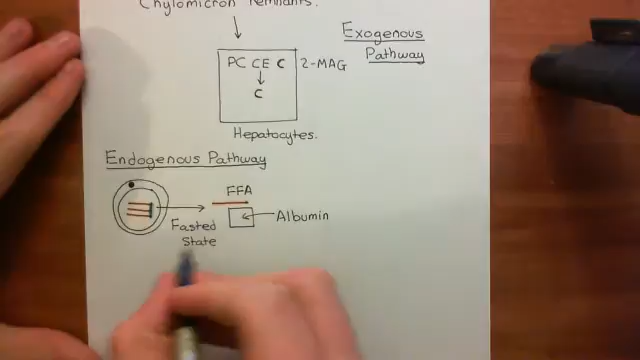 Chylomicron Remnants.
Exogenous
Pathway
PC CE C 2-MAG
C
Hepatocytes.
Endogenous Pathway
FFA
Albumin
Fasted
State